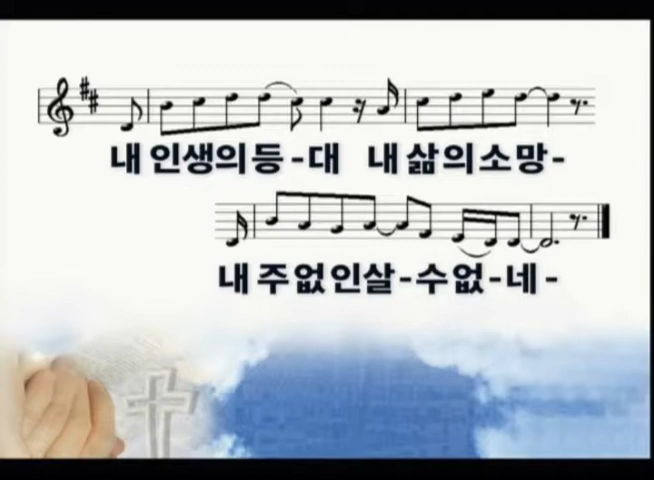 내 인생의 등-대 내 삶의 소망-
내 주 없인 살-수 없-네-